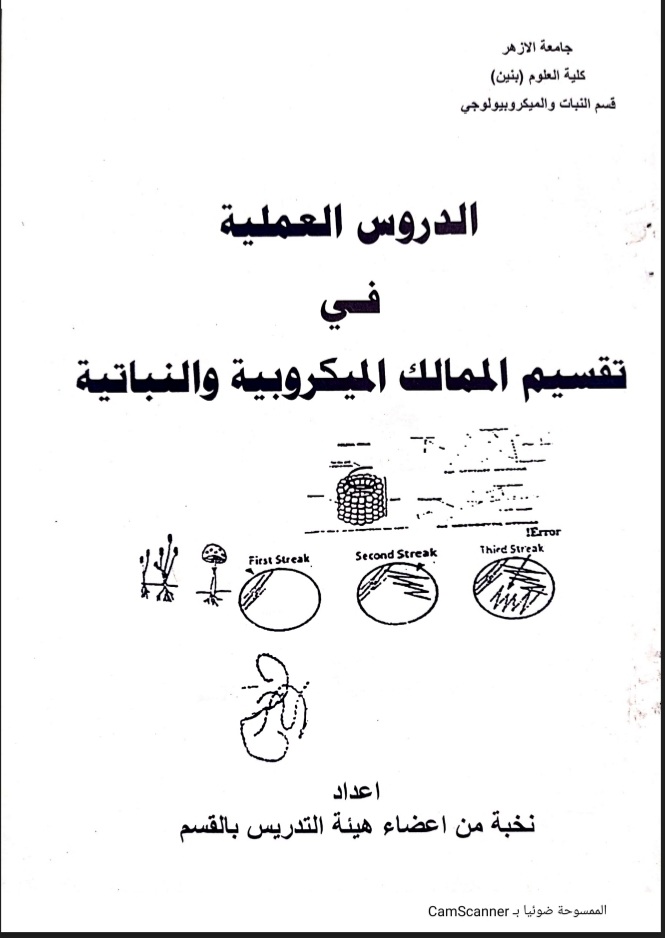 جامعة الازهر
كلية العلوم (بنين)
قسم النبات والميكروبيولوجي
الدروس العملية
في
تقسيم الممالك الميكروبية والنباتية
!Error
First Streak
Second Streak
Third Streak
اعداد
نخبة من اعضاء هيئة التدريس بالقسم
الممسوحة ضوئيا بـ CamScanner